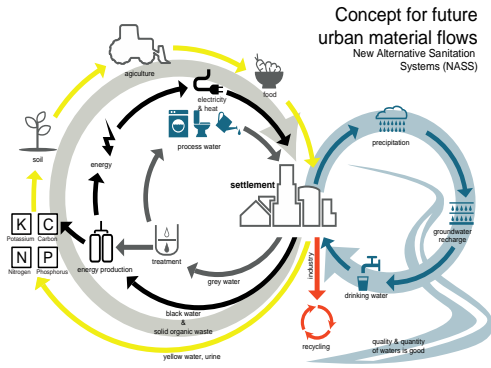 Concept for future
urban material flows
New Alternative Sanitation
Systems (NASS)
agiculture
food
electricity
& heat
process water
precipitation
soil
energy
settlement
groundwater
recharge
K
C
Potassium
Carbon
N
P
Nitrogen
Phosphorus
energy production
treatment
grey water
industry
drinking water
black water
&
solid organic waste
recycling
quality & quantity
of waters is good
yellow water, urine